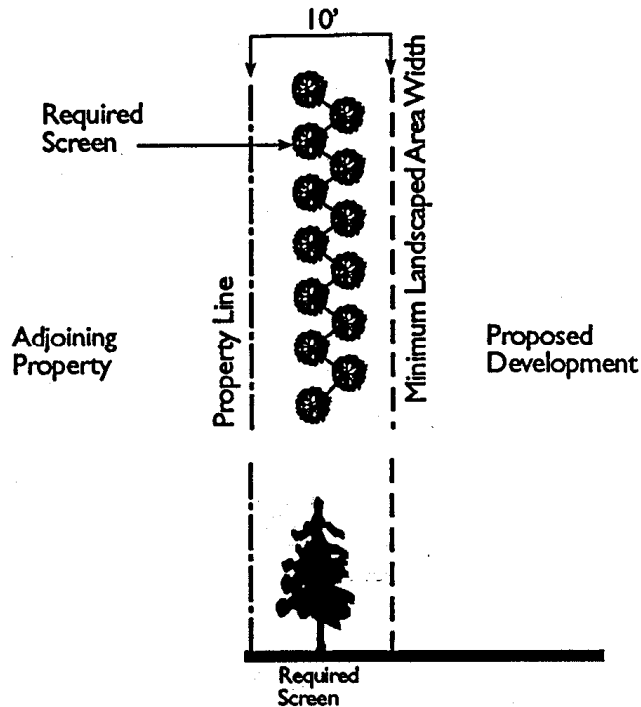 10'
Required
Screen
Property Line
Minimum Landscaped Area Width
Adjoining
Property
Proposed
Development
Required
Screen